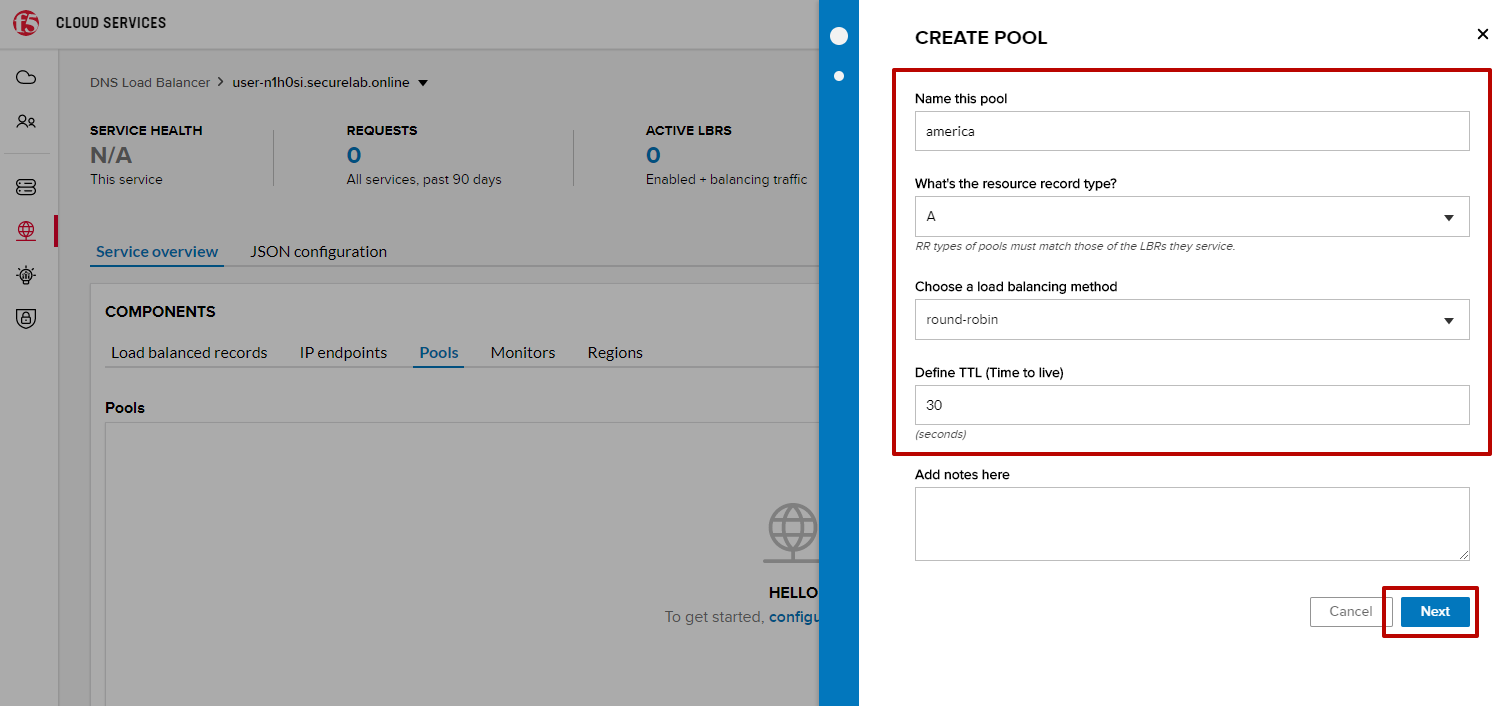 f5 CLOUD SERVICES
DNS Load Balancer > user-n1h0si.securelab.online
SERVICE HEALTH
N/A
This service
REQUESTS
0
All services, past 90 days
ACTIVE LBRS
0
Enabled + balancing traffic
Service overview JSON configuration
COMPONENTS
Load balanced records IP endpoints Pools Monitors Regions
Pools
HELLO
To get started, configu
CREATE POOL
Name this pool
america
What's the resource record type?
A
RR types of pools must match those of the LBRs they service.
Choose a load balancing method
round-robin
Define TTL (Time to live)
30
(seconds)
Add notes here
Cancel Next